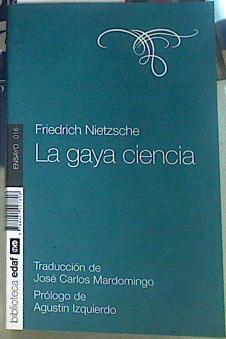 Friedrich Nietzsche
La gaya ciencia
ENSAYO 016
Traducción de
José Carlos Mardomingo
Prólogo de
Agustín Izquierdo
biblioteca edaf